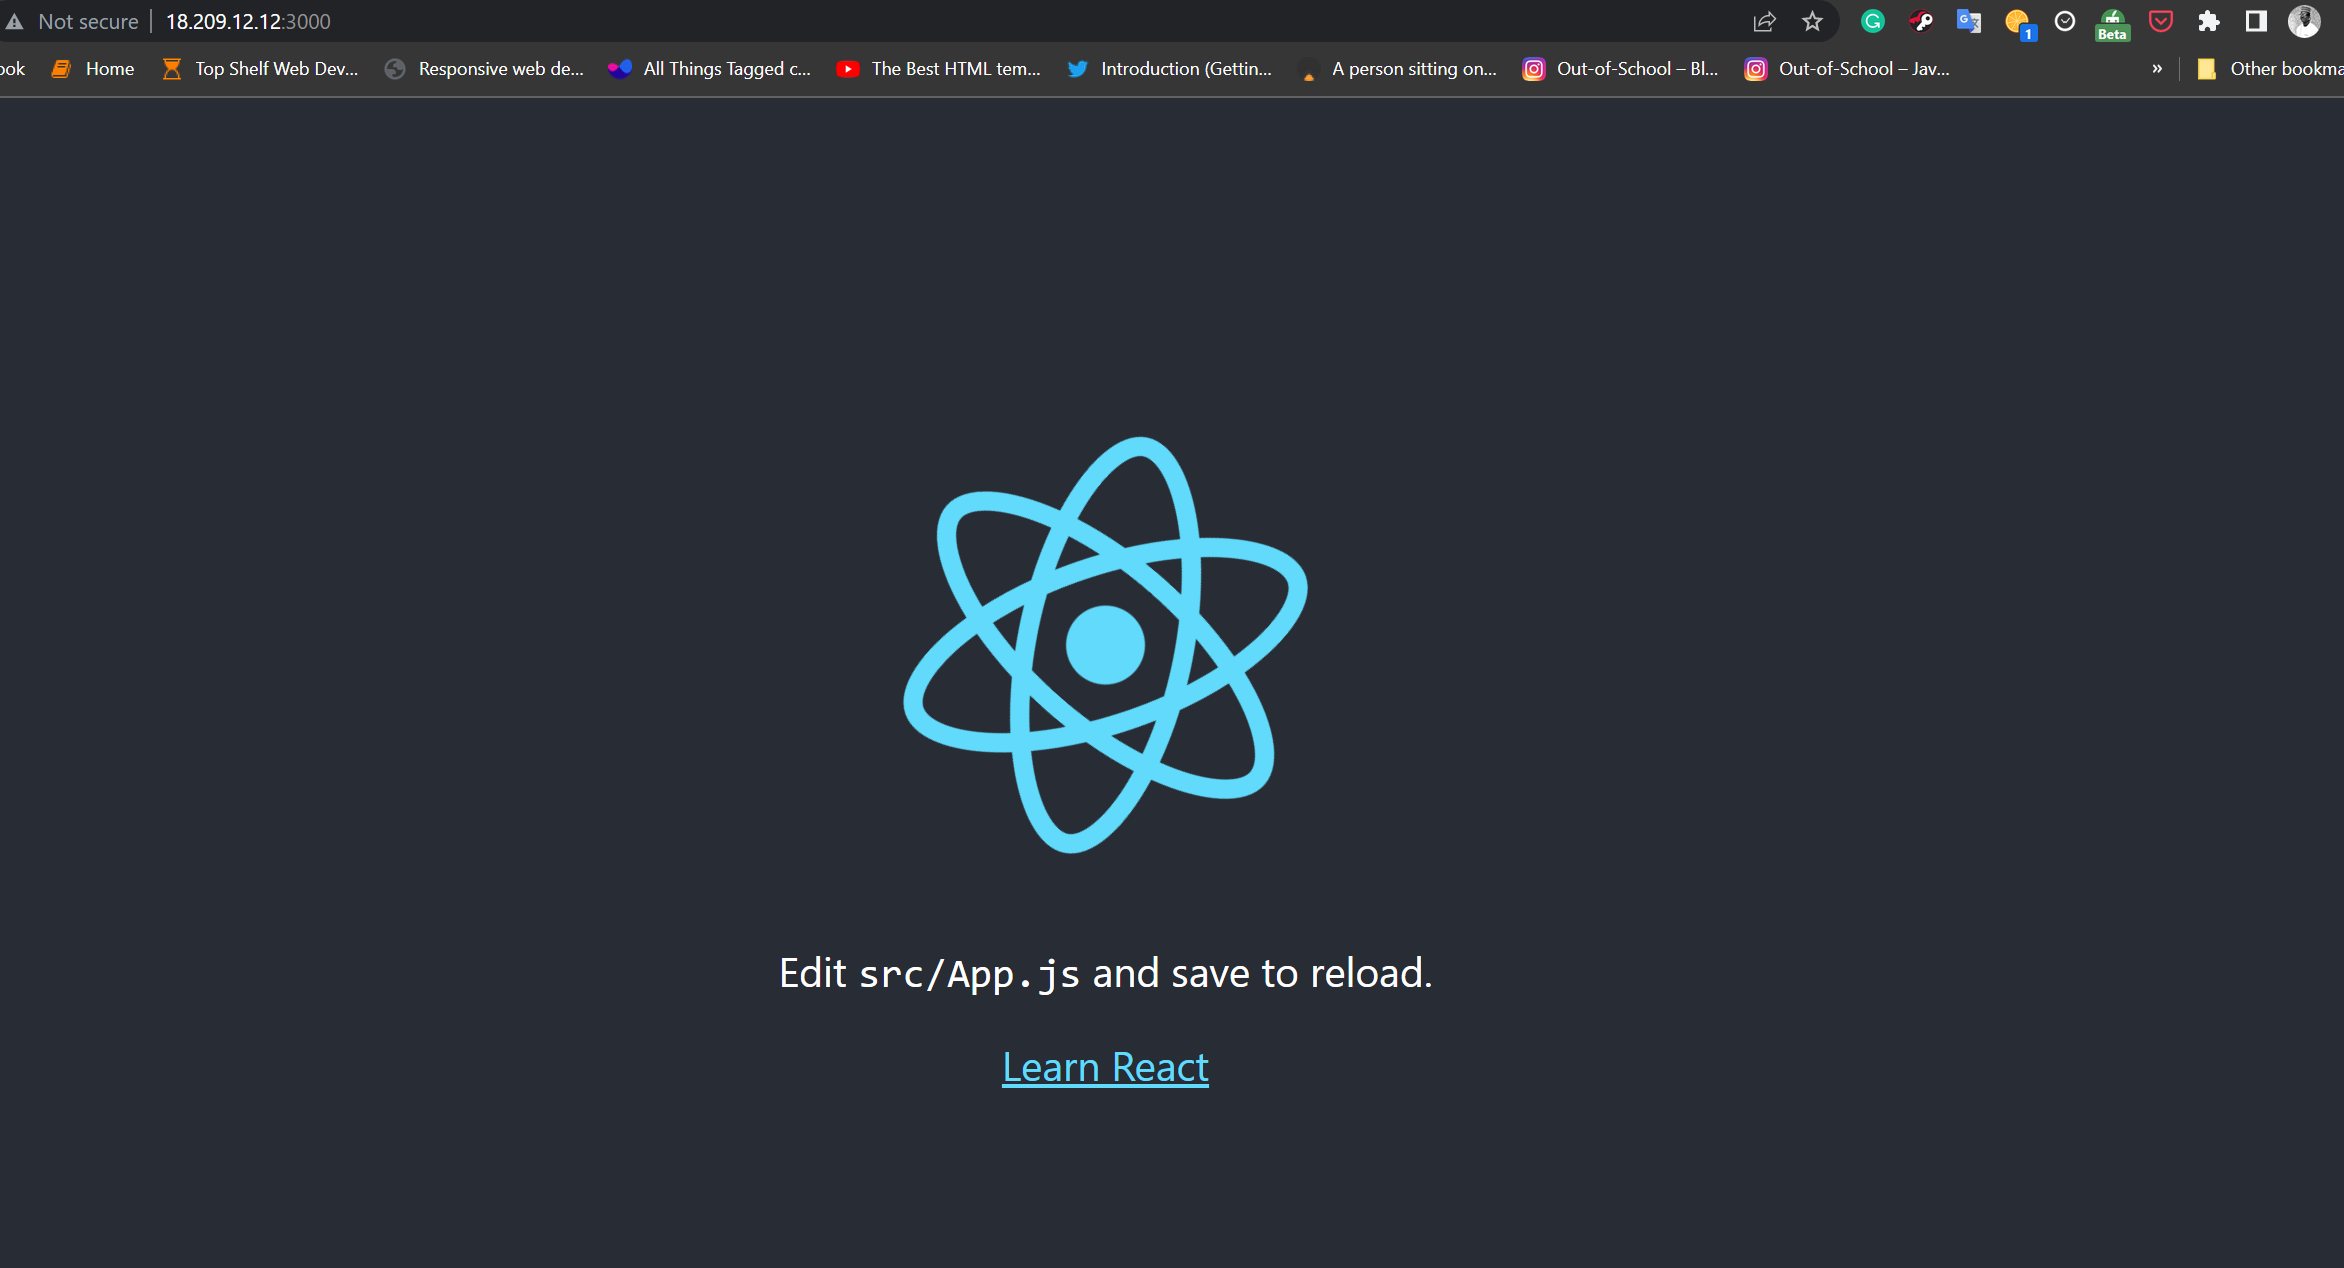 Not secure 18.209.12.12:3000
1
Beta
ook Home Top Shelf Web Dev... Responsive web de... All Things Tagged c... The Best HTML tem... Introduction (Gettin... A person sitting on... Out-of-School – Bl... Out-of-School – Jav... » Other bookma
Edit src/App.js and save to reload.
Learn React